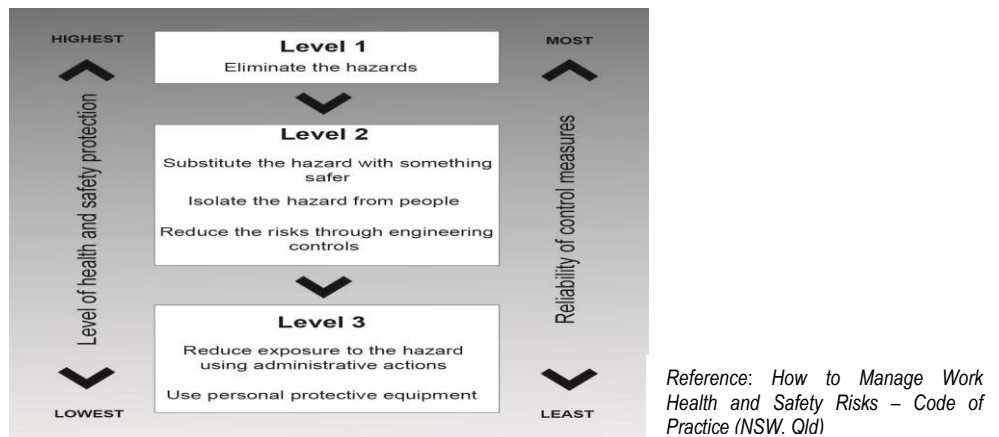 HIGHEST
MOST
Level 1
Eliminate the hazards
Level 2
Substitute the hazard with something
safer
Isolate the hazard from people
Reduce the risks through engineering
controls
Level 3
Reduce exposure to the hazard
using administrative actions
Use personal protective equipment
Level of health and safety protection
Reliability of control measures
LOWEST
LEAST
Reference: How to Manage Work
Health and Safety Risks – Code of
Practice (NSW, Qld)